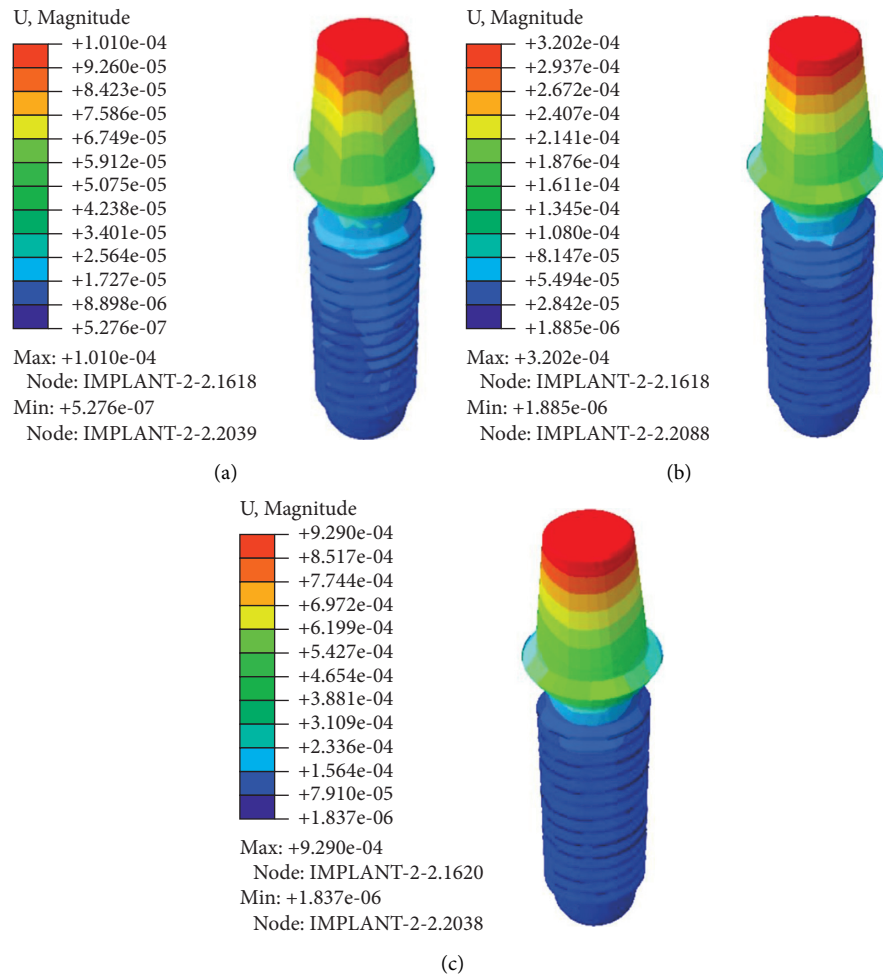 U, Magnitude
+1.010e-04
+9.260e-05
+8.423e-05
+7.586e-05
+6.749e-05
+5.912e-05
+5.075e-05
+4.238e-05
+3.401e-05
+2.564e-05
+1.727e-05
+8.898e-06
+5.276e-07
Max: +1.010e-04
Node: IMPLANT-2-2.1618
Min: +5.276e-07
Node: IMPLANT-2-2.2039
(a)
U, Magnitude
+3.202e-04
+2.937e-04
+2.672e-04
+2.407e-04
+2.141e-04
+1.876e-04
+1.611e-04
+1.345e-04
+1.080e-04
+8.147e-05
+5.494e-05
+2.842e-05
+1.885e-06
Max: +3.202e-04
Node: IMPLANT-2-2.1618
Min: +1.885e-06
Node: IMPLANT-2-2.2088
(b)
U, Magnitude
+9.290e-04
+8.517e-04
+7.744e-04
+6.972e-04
+6.199e-04
+5.427e-04
+4.654e-04
+3.881e-04
+3.109e-04
+2.336e-04
+1.564e-04
+7.910e-05
+1.837e-06
Max: +9.290e-04
Node: IMPLANT-2-2.1620
Min: +1.837e-06
Node: IMPLANT-2-2.2038
(c)